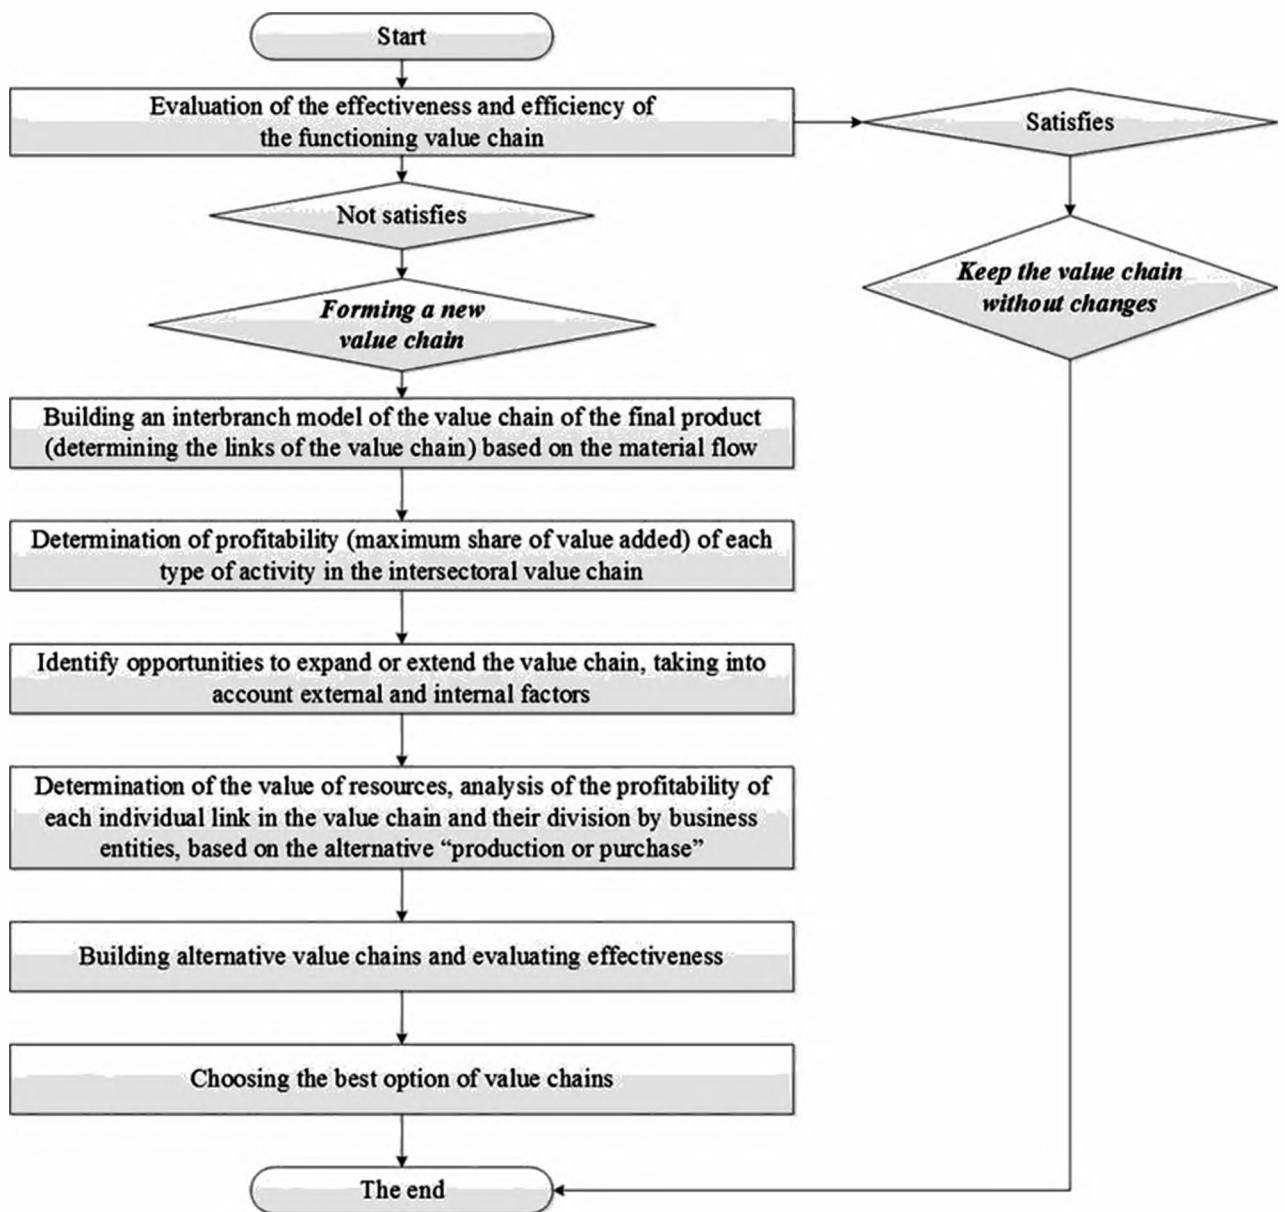 Start
Evaluation of the effectiveness and efficiency of
the functioning value chain
Satisfies
Not satisfies
Keep the value chain
without changes
Forming a new
value chain
Building an interbranch model of the value chain of the final product
(determining the links of the value chain) based on the material flow
Determination of profitability (maximum share of value added) of each
type of activity in the intersectoral value chain
Identify opportunities to expand or extend the value chain, taking into
account external and internal factors
Determination of the value of resources, analysis of the profitability of
each individual link in the value chain and their division by business
entities, based on the alternative “production or purchase”
Building alternative value chains and evaluating effectiveness
Choosing the best option of value chains
The end